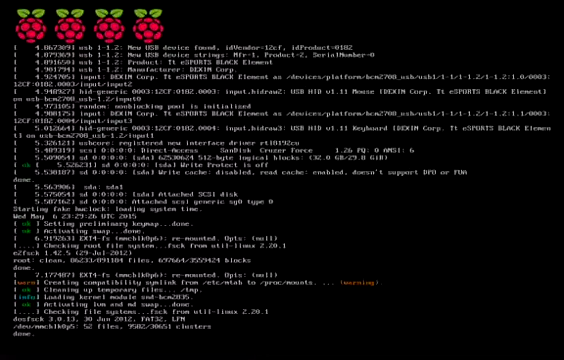 [    4.867309] usb 1-1.2: New USB device found, idVendor=12cf, idProduct=0182
[    4.879369] usb 1-1.2: New USB device strings: Mfr=1, Product=2, SerialNumber=0
[    4.891650] usb 1-1.2: Product: Tt eSPORTS BLACK Element
[    4.901794] usb 1-1.2: Manufacturer: DEXIN Corp.
[    4.924705] input: DEXIN Corp. Tt eSPORTS BLACK Element as /devices/platform/bcm2708_usb/usb1/1-1/1-1.2/1-1.2:1.0/0003:
12CF:0182.0003/input/input2
[    4.948927] hid-generic 0003:12CF:0182.0003: input,hidraw2: USB HID v1.11 Mouse [DEXIN Corp. Tt eSPORTS BLACK Element]
on usb-bcm2708_usb-1.2/input0
[    4.973105] random: nonblocking pool is initialised
[    4.988175] input: DEXIN Corp. Tt eSPORTS BLACK Element as /devices/platform/bcm2708_usb/usb1/1-1/1-1.2/1-1.2:1.1/0003:
12CF:0182.0004/input/input3
[    5.012664] hid-generic 0003:12CF:0182.0004: input,hidraw3: USB HID v1.11 Keyboard [DEXIN Corp. Tt eSPORTS BLACK Elemen
t] on usb-bcm2708_usb-1.2/input1
[    5.326121] usbcore: registered new interface driver rtl8192cu
[    5.489319] scsi 0:0:0:0: Direct-Access     SanDisk  Cruzer Force     1.26 PQ: 0 ANSI: 6
[    5.509054] sd 0:0:0:0: [sda] 62530624 512-byte logical blocks: (32.0 GB/29.8 GiB)
[ ok [    5.526231] sd 0:0:0:0: [sda] Write Protect is off
[    5.530187] sd 0:0:0:0: [sda] Write cache: disabled, read cache: enabled, doesn't support DPO or FUA
done.
[    5.563906]  sda: sda1
[    5.575054] sd 0:0:0:0: [sda] Attached SCSI disk
[    5.587162] sd 0:0:0:0: Attached scsi generic sg0 type 0
Starting fake hwclock: loading system time.
Wed May  6 23:29:26 UTC 2015
[ ok ] Setting preliminary keymap...done.
[ ok ] Activating swap...done.
[    6.919263] EXT4-fs (mmcblk0p6): re-mounted. Opts: (null)
[....] Checking root file system...fsck from util-linux 2.20.1
e2fsck 1.42.5 (29-Jul-2012)
root: clean, 86233/891184 files, 697664/3559424 blocks
done.
[    7.177487] EXT4-fs (mmcblk0p6): re-mounted. Opts: (null)
[warn] Creating compatibility symlink from /etc/mtab to /proc/mounts. ... (warning)
[ ok ] Cleaning up temporary files... /tmp.
[info] Loading kernel module snd-bcm2835.
[ ok ] Activating lvm and md swap...done.
[....] Checking file systems...fsck from util-linux 2.20.1
dosfsck 3.0.13, 30 Jun 2012, FAT32, LFN
/dev/mmcblk0p5: 52 files, 9502/30651 clusters
done.